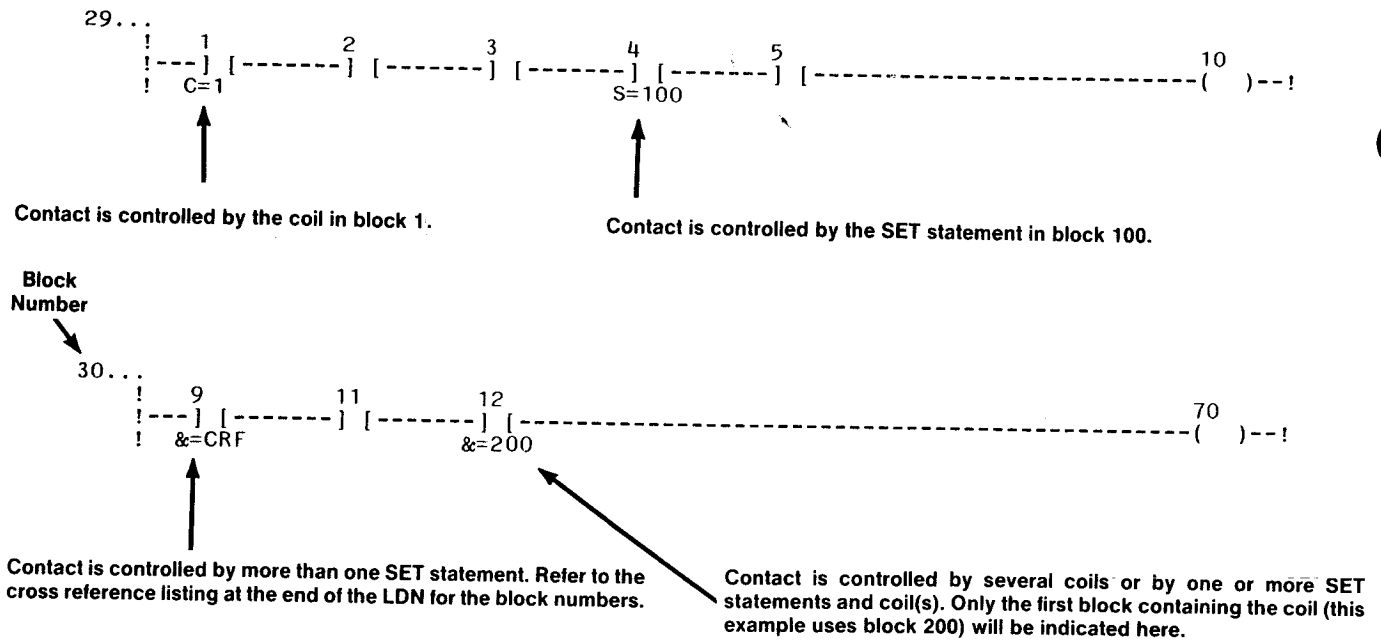 29...
! 1 2 3 4 5 10
!---] [-------] [-------] [-------] [-------] [---------------------------( )--!
! C=1 S=100
Contact is controlled by the coil in block 1.
Contact is controlled by the SET statement in block 100.
Block
Number
30...
! 9 11 12 70
!---] [-------] [-------] [---------------------------------------------( )--!
! &=CRF &=200
Contact is controlled by more than one SET statement. Refer to the
cross reference listing at the end of the LDN for the block numbers.
Contact is controlled by several coils or by one or more SET
statements and coil(s). Only the first block containing the coil (this
example uses block 200) will be indicated here.